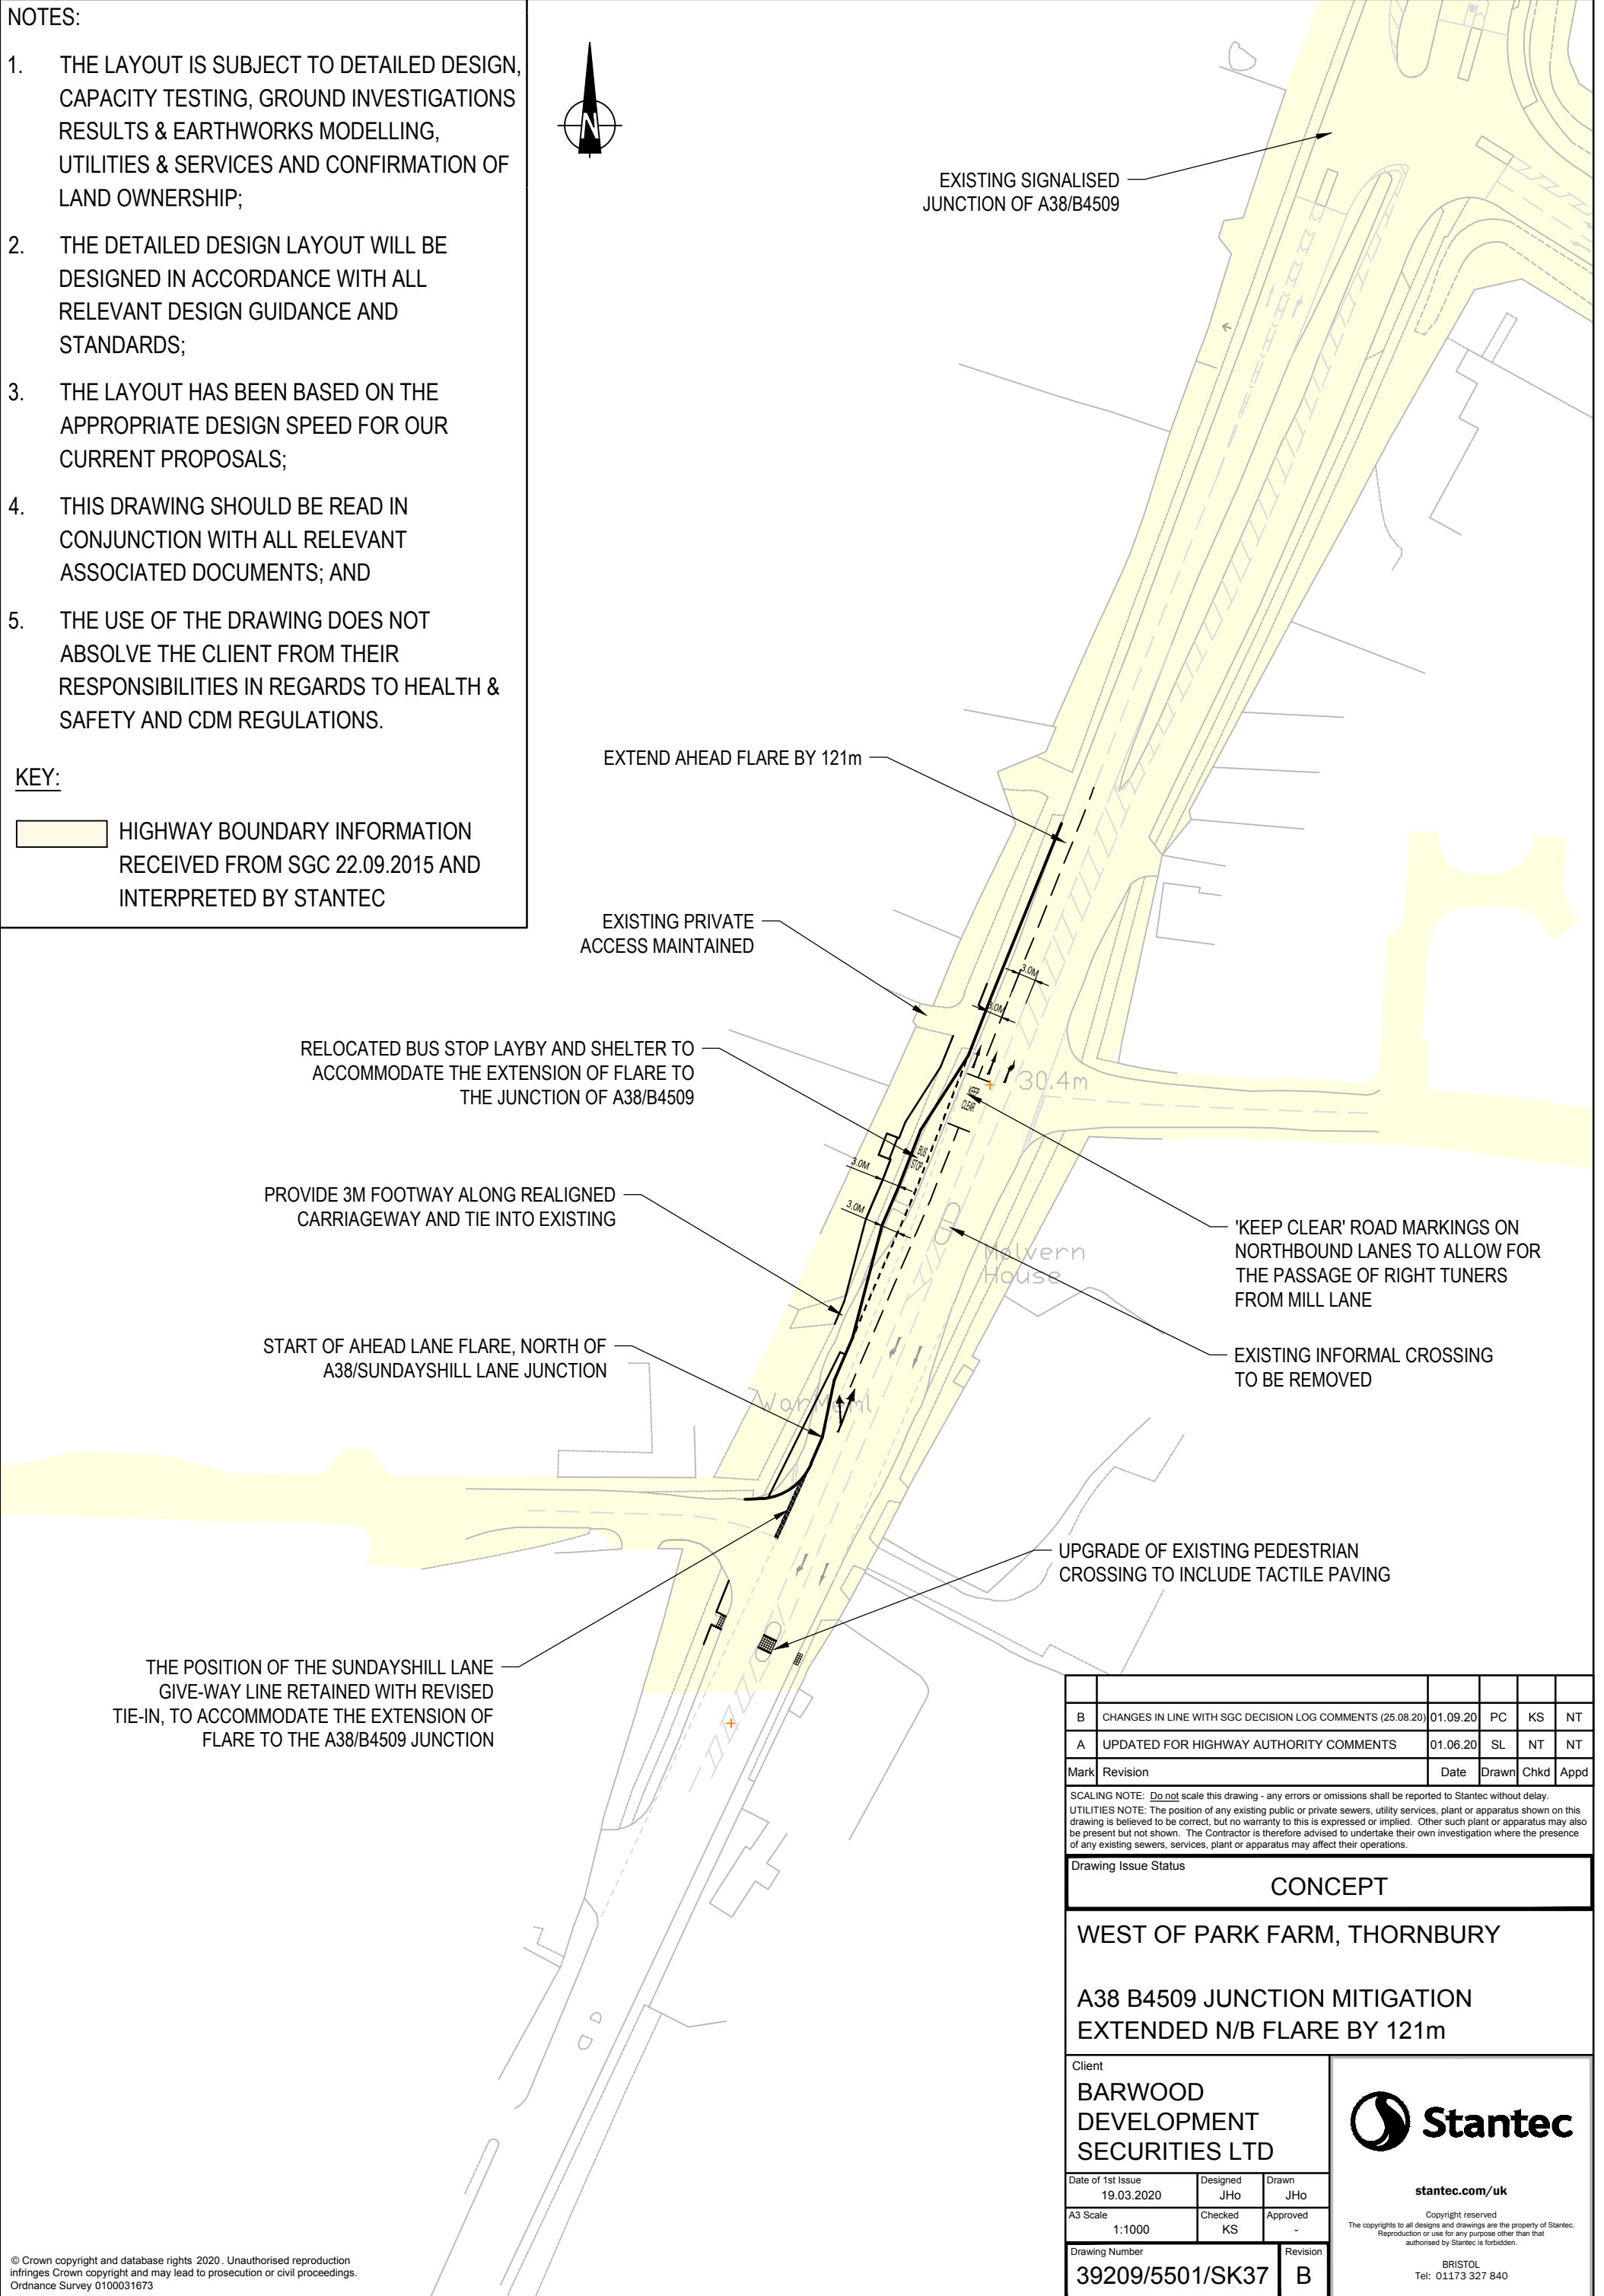 NOTES:
1. THE LAYOUT IS SUBJECT TO DETAILED DESIGN,
CAPACITY TESTING, GROUND INVESTIGATIONS
RESULTS & EARTHWORKS MODELLING,
UTILITIES & SERVICES AND CONFIRMATION OF
LAND OWNERSHIP;
2. THE DETAILED DESIGN LAYOUT WILL BE
DESIGNED IN ACCORDANCE WITH ALL
RELEVANT DESIGN GUIDANCE AND
STANDARDS;
3. THE LAYOUT HAS BEEN BASED ON THE
APPROPRIATE DESIGN SPEED FOR OUR
CURRENT PROPOSALS;
4. THIS DRAWING SHOULD BE READ IN
CONJUNCTION WITH ALL RELEVANT
ASSOCIATED DOCUMENTS; AND
5. THE USE OF THE DRAWING DOES NOT
ABSOLVE THE CLIENT FROM THEIR
RESPONSIBILITIES IN REGARDS TO HEALTH &
SAFETY AND CDM REGULATIONS.
KEY:
HIGHWAY BOUNDARY INFORMATION
RECEIVED FROM SGC 22.09.2015 AND
INTERPRETED BY STANTEC
N
EXISTING SIGNALISED
JUNCTION OF A38/B4509
EXTEND AHEAD FLARE BY 121m
EXISTING PRIVATE
ACCESS MAINTAINED
3.0M
3.0M
RELOCATED BUS STOP LAYBY AND SHELTER TO
ACCOMMODATE THE EXTENSION OF FLARE TO
THE JUNCTION OF A38/B4509
30.4m
KEEP
CLEAR
BUS
STOP
3.0M
3.0M
PROVIDE 3M FOOTWAY ALONG REALIGNED
CARRIAGEWAY AND TIE INTO EXISTING
'KEEP CLEAR' ROAD MARKINGS ON
NORTHBOUND LANES TO ALLOW FOR
THE PASSAGE OF RIGHT TUNERS
FROM MILL LANE
Malvern
House
START OF AHEAD LANE FLARE, NORTH OF
A38/SUNDAYSHILL LANE JUNCTION
EXISTING INFORMAL CROSSING
TO BE REMOVED
War Meml
UPGRADE OF EXISTING PEDESTRIAN
CROSSING TO INCLUDE TACTILE PAVING
THE POSITION OF THE SUNDAYSHILL LANE
GIVE-WAY LINE RETAINED WITH REVISED
TIE-IN, TO ACCOMMODATE THE EXTENSION OF
FLARE TO THE A38/B4509 JUNCTION
B CHANGES IN LINE WITH SGC DECISION LOG COMMENTS (25.08.20) 01.09.20 PC KS NT
A UPDATED FOR HIGHWAY AUTHORITY COMMENTS 01.06.20 SL NT NT
Mark Revision Date Drawn Chkd Appd
SCALING NOTE: Do not scale this drawing - any errors or omissions shall be reported to Stantec without delay.
UTILITIES NOTE: The position of any existing public or private sewers, utility services, plant or apparatus shown on this
drawing is believed to be correct, but no warranty to this is expressed or implied. Other such plant or apparatus may also
be present but not shown. The Contractor is therefore advised to undertake their own investigation where the presence
of any existing sewers, services, plant or apparatus may affect their operations.
Drawing Issue Status
CONCEPT
WEST OF PARK FARM, THORNBURY
A38 B4509 JUNCTION MITIGATION
EXTENDED N/B FLARE BY 121m
Client
BARWOOD
DEVELOPMENT
SECURITIES LTD
Date of 1st Issue Designed Drawn
19.03.2020 JHo JHo
A3 Scale Checked Approved
1:1000 KS -
Drawing Number Revision
39209/5501/SK37 B
Stantec
stantec.com/uk
Copyright reserved
The copyrights to all designs and drawings are the property of Stantec.
Reproduction or use for any purpose other than that
authorised by Stantec is forbidden.
BRISTOL
Tel: 01173 327 840
© Crown copyright and database rights 2020. Unauthorised reproduction
infringes Crown copyright and may lead to prosecution or civil proceedings.
Ordnance Survey 0100031673